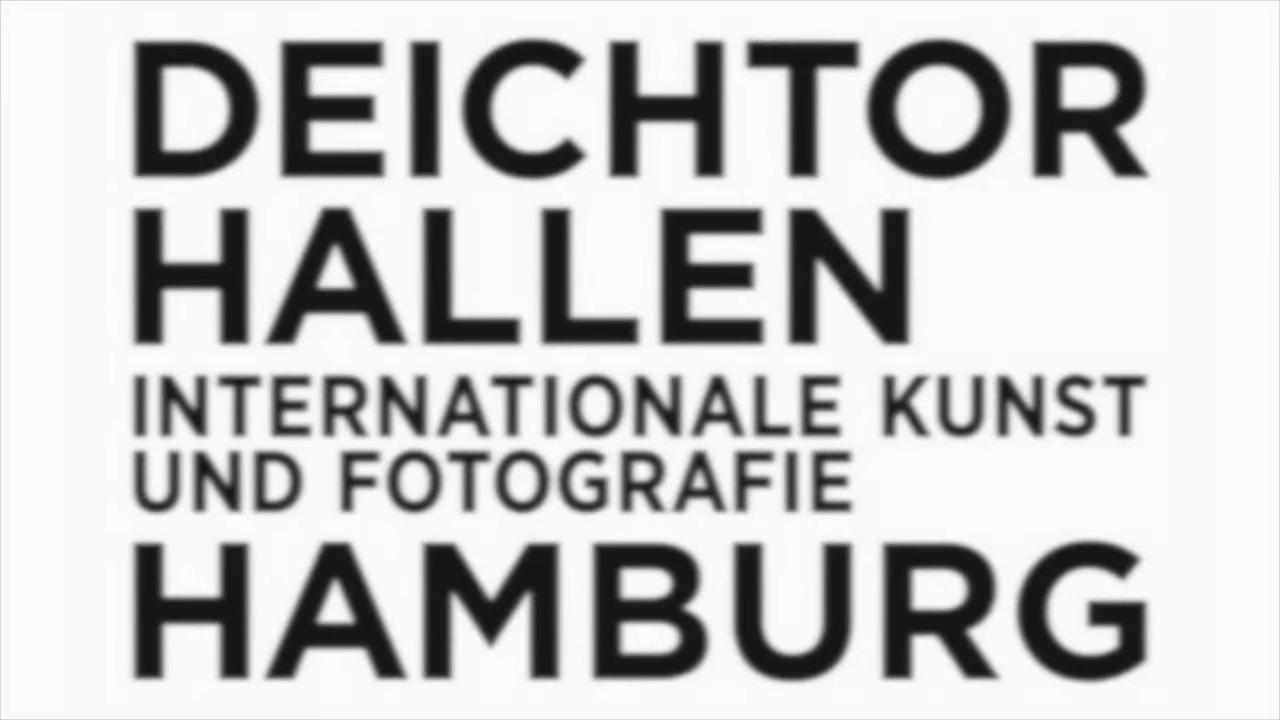 DEICHTOR
HALLEN
INTERNATIONALE KUNST
UND FOTOGRAFIE
HAMBURG